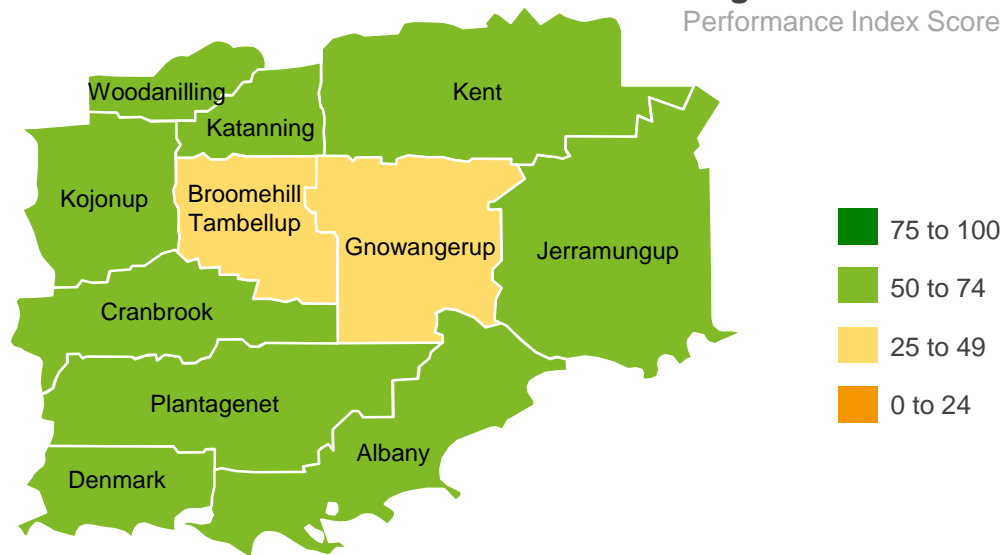 Performance Index Score
Woodanilling
Kent
Katanning
Kojonup
Broomehill
Tambellup
Gnowangerup
Jerramungup
Cranbrook
Plantagenet
Albany
Denmark
75 to 100
50 to 74
25 to 49
0 to 24